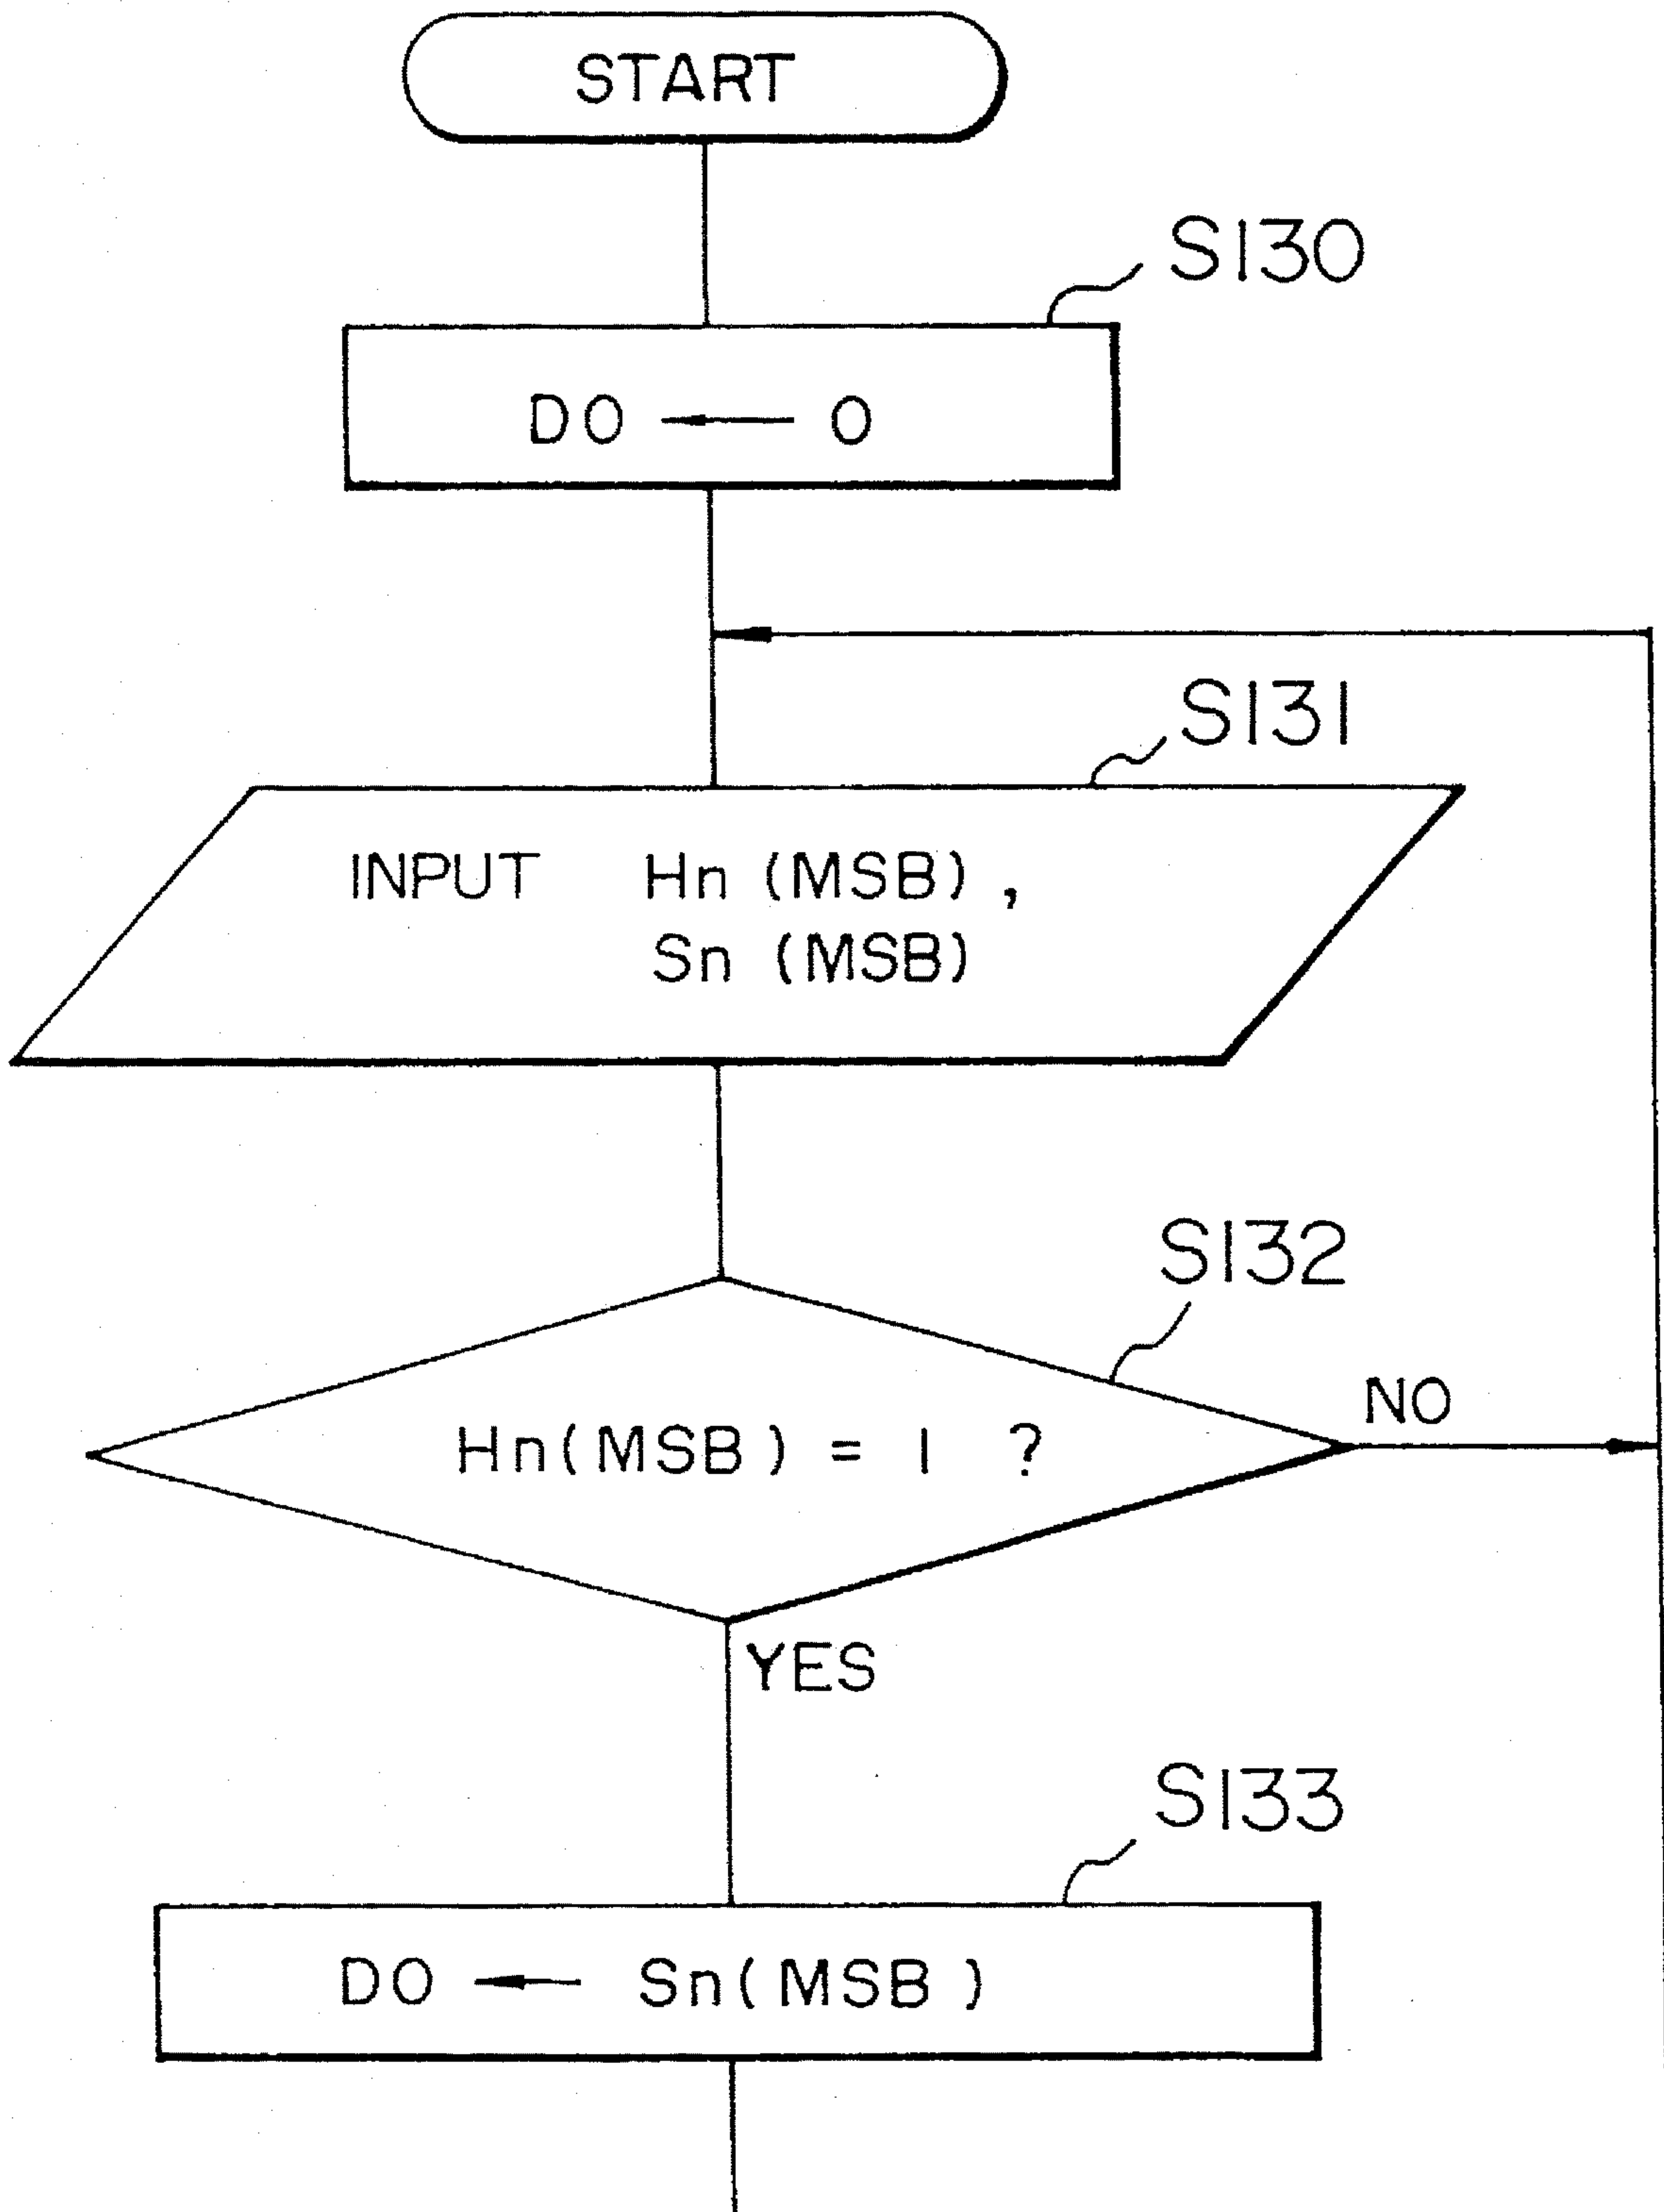 START
S130
DO ← 0
S131
INPUT Hn (MSB),
Sn (MSB)
S132
Hn(MSB) = 1 ?
NO
YES
S133
DO ← Sn(MSB)